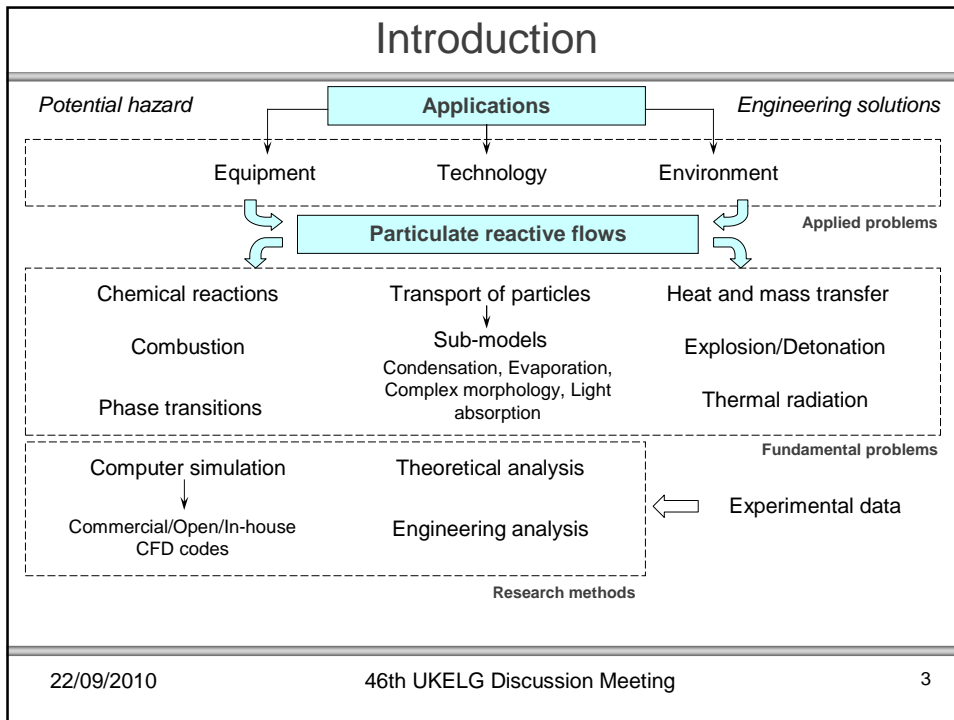 Introduction
Potential hazard
Applications
Engineering solutions
Equipment
Technology
Environment
Applied problems
Particulate reactive flows
Chemical reactions
Transport of particles
Heat and mass transfer
Combustion
Sub-models
Explosion/Detonation
Condensation, Evaporation,
Complex morphology, Light
absorption
Phase transitions
Thermal radiation
Fundamental problems
Computer simulation
Theoretical analysis
Commercial/Open/In-house
CFD codes
Engineering analysis
Experimental data
Research methods
22/09/2010
46th UKELG Discussion Meeting
3